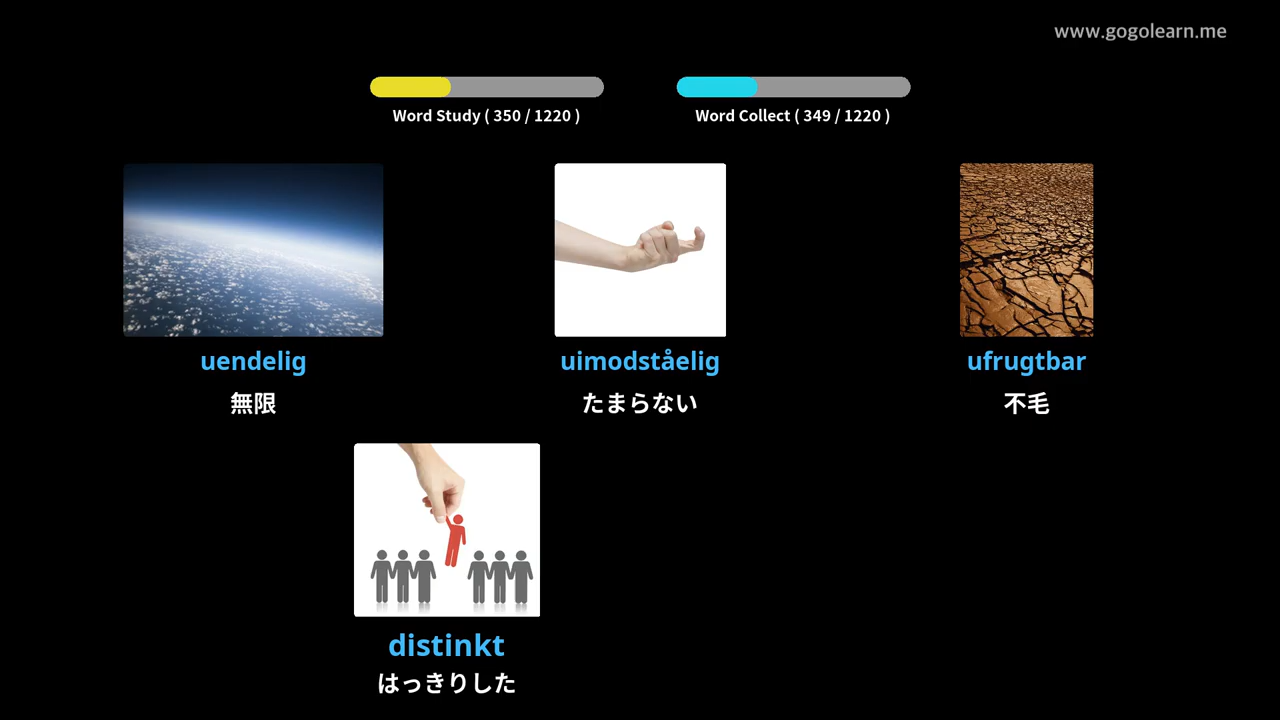 www.gogolearn.me
Word Study ( 350 / 1220 )
Word Collect ( 349 / 1220 )
uendelig
無限
uimodståelig
たまらない
ufrugtbar
不毛
distinkt
はっきりした